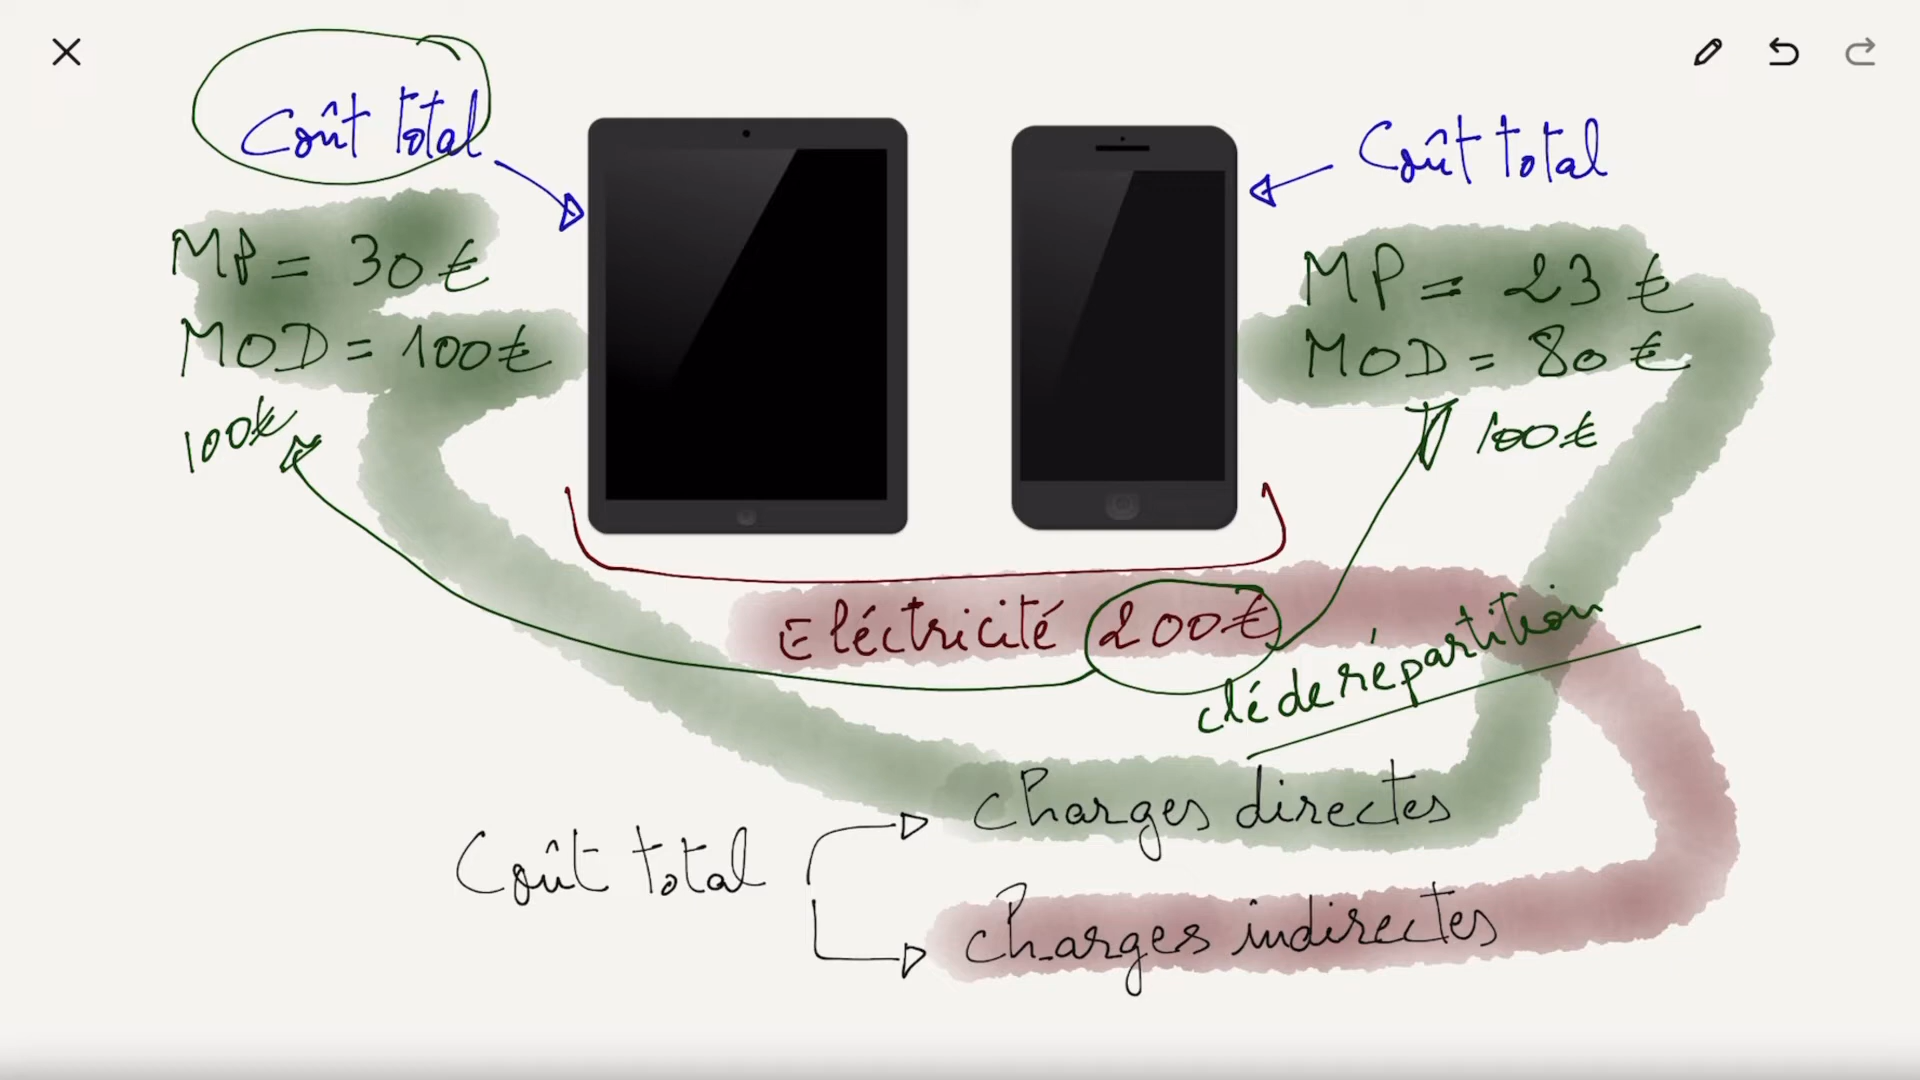 Coût total
Coût total
MP = 30 €
MOD = 100 €
100 €
MP = 23 €
MOD = 80 €
100 €
Electricité 200 €
clé de répartition
Coût total
Charges directes
Charges indirectes